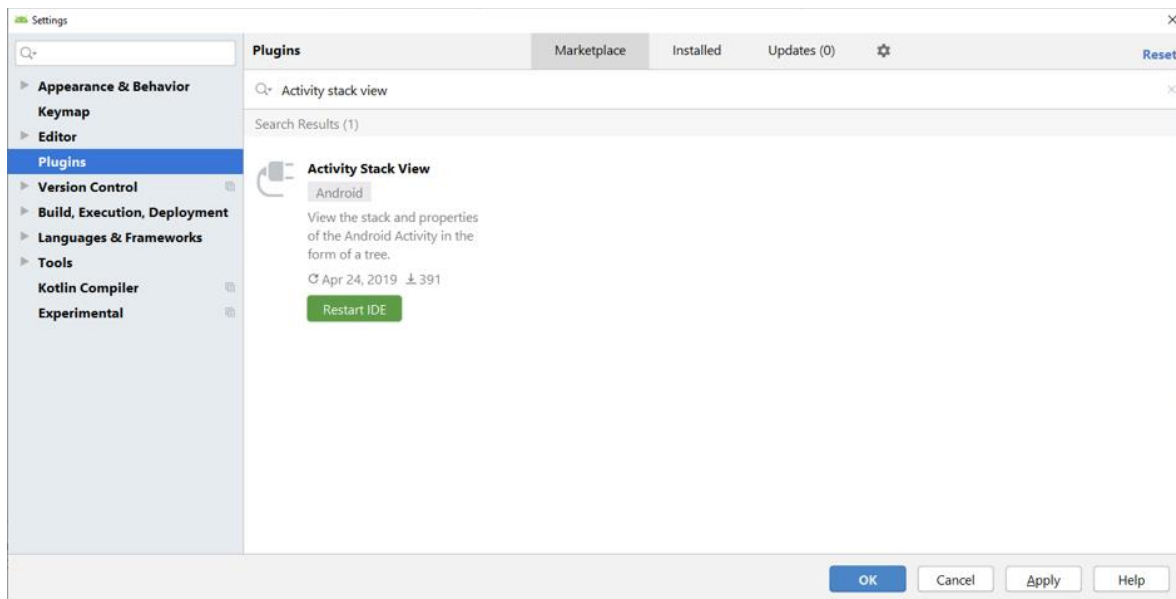 Settings
Appearance & Behavior
Keymap
Editor
Plugins
Version Control
Build, Execution, Deployment
Languages & Frameworks
Tools
Kotlin Compiler
Experimental
Plugins
Marketplace
Installed
Updates (0)
Reset
Activity stack view
Search Results (1)
Activity Stack View
Android
View the stack and properties
of the Android Activity in the
form of a tree.
Apr 24, 2019 391
Restart IDE
OK
Cancel
Apply
Help